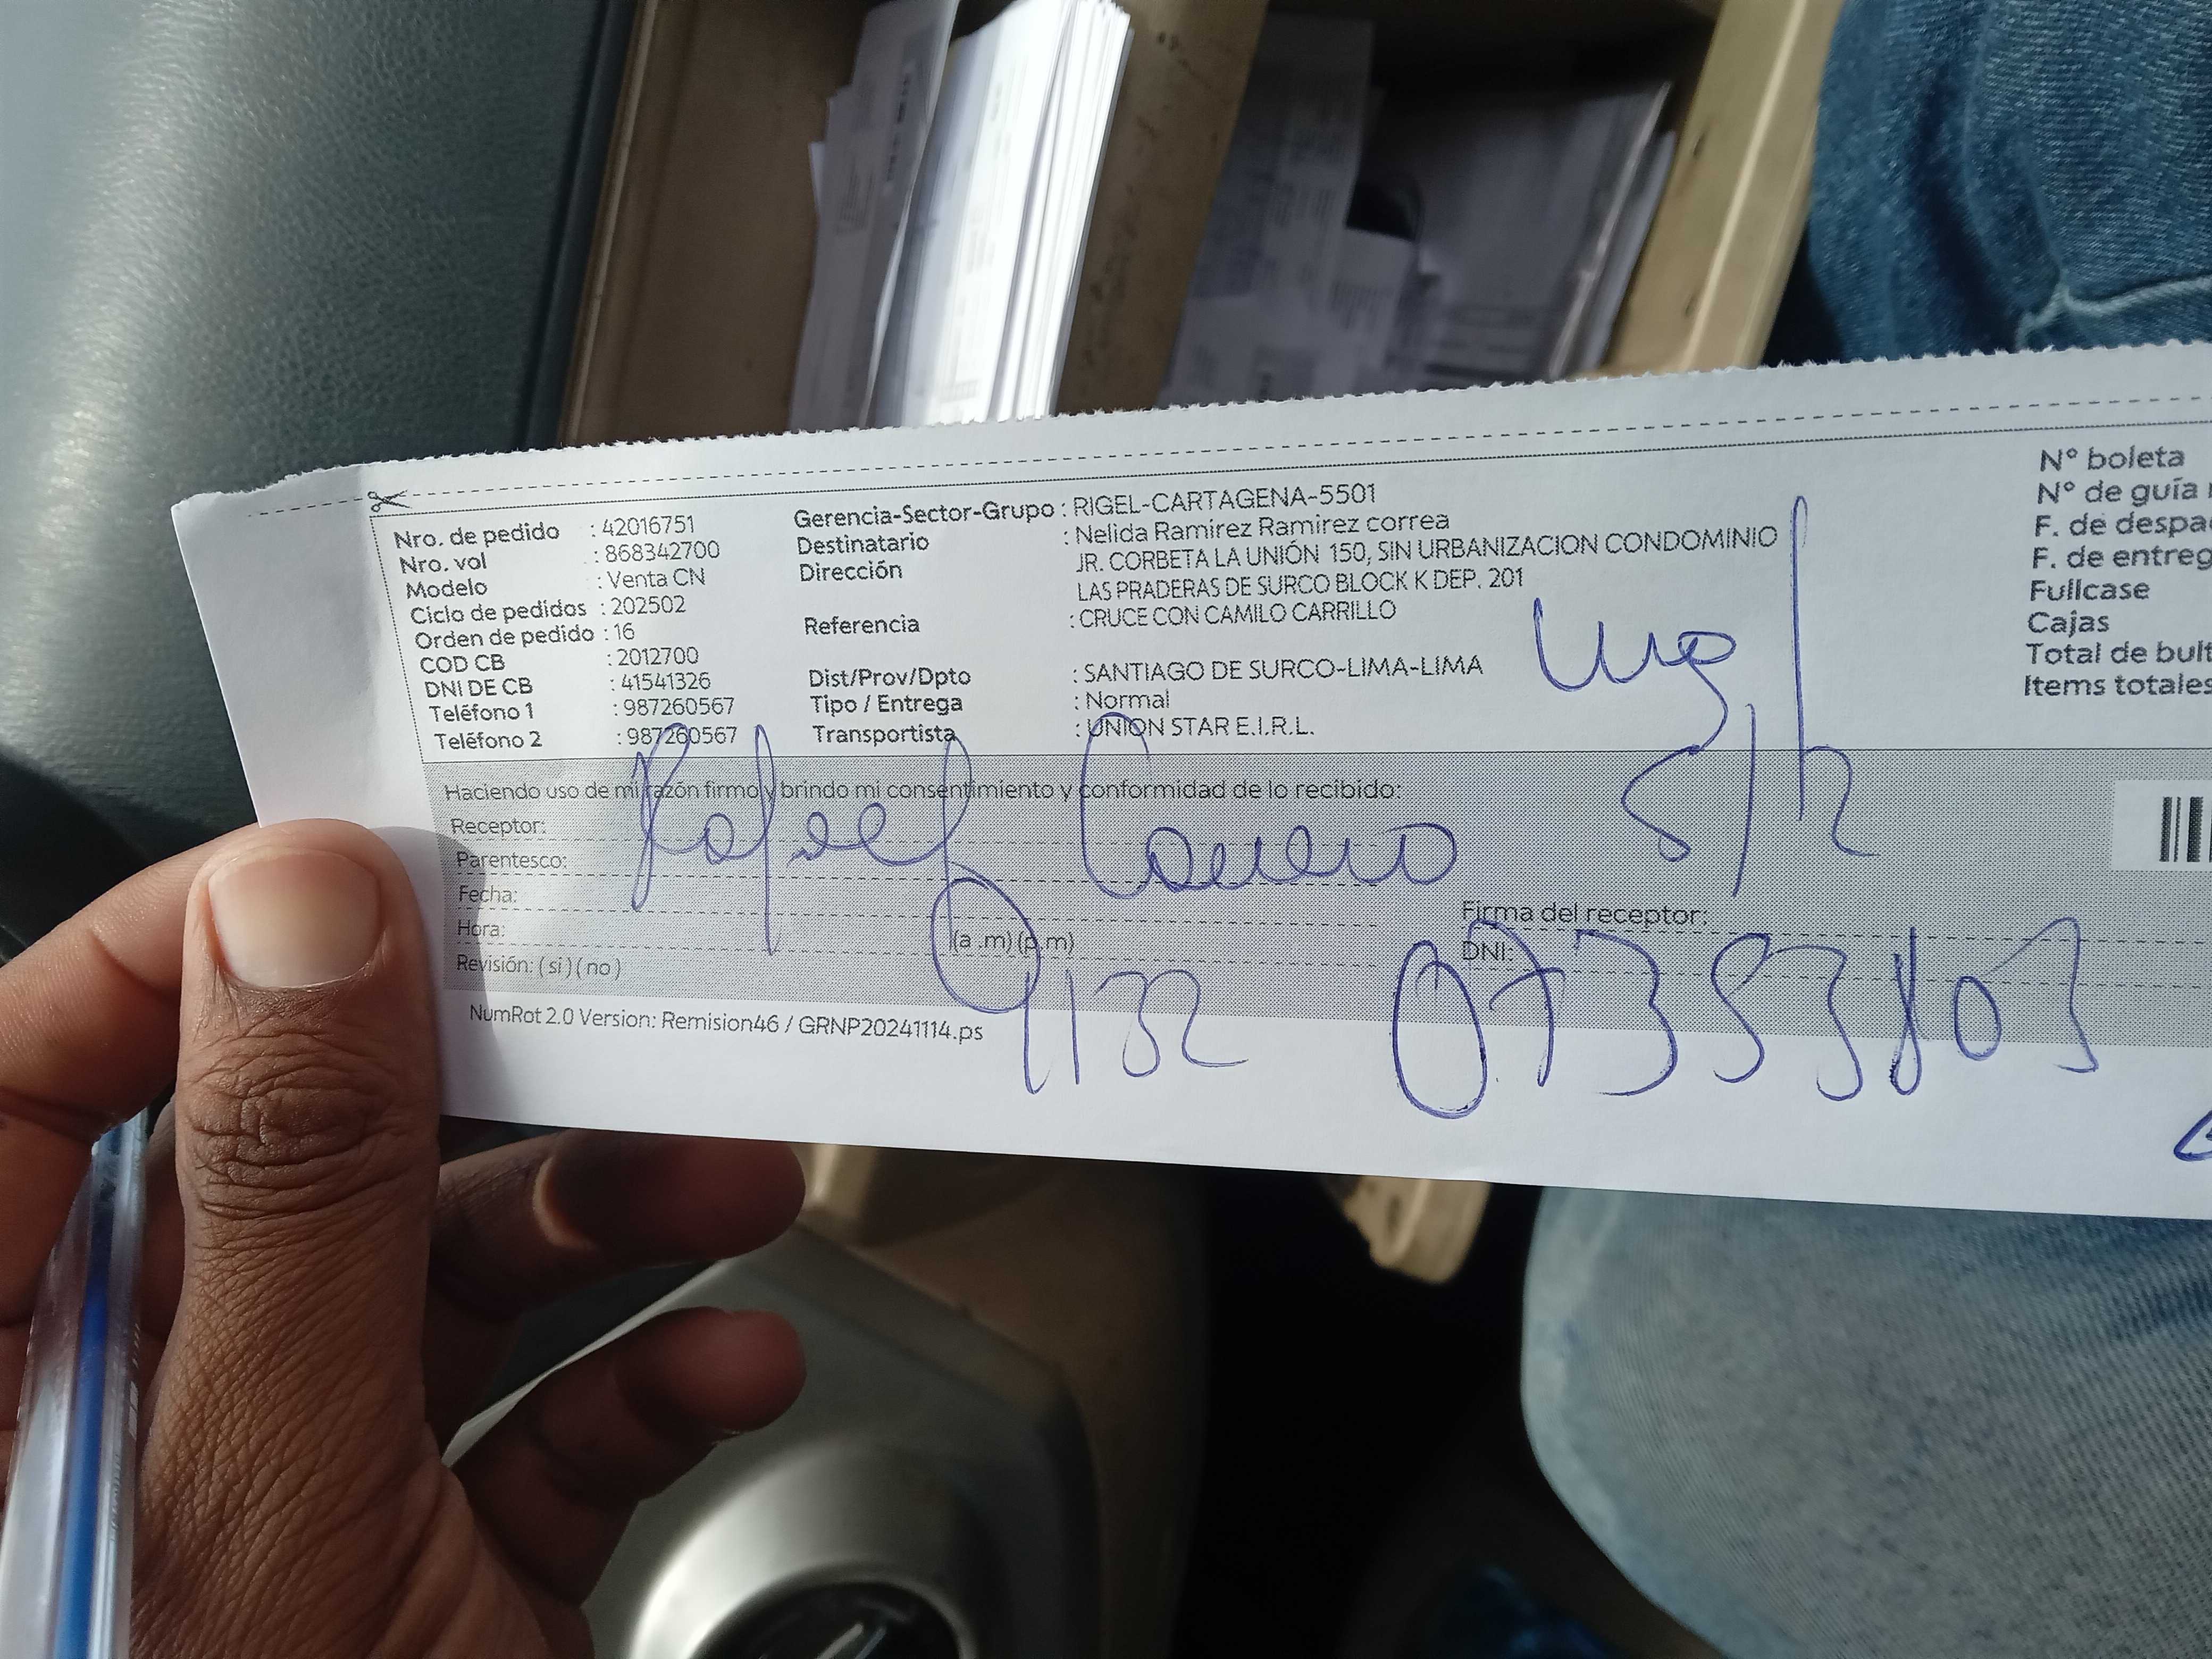 Nro. de pedido : 42016751
Nro. vol : 868342700
Modelo : Venta CN
Ciclo de pedidos : 202502
Orden de pedido : 16
COD CB : 2012700
DNI DE CB : 41541326
Teléfono 1 : 987260567
Teléfono 2 : 987260567
Gerencia-Sector-Grupo : RIGEL-CARTAGENA-5501
Destinatario : Nelida Ramírez Ramirez correa
Dirección JR. CORBETA LA UNIÓN 150, SIN URBANIZACION CONDOMINIO
LAS PRADERAS DE SURCO BLOCK K DEP. 201
Referencia : CRUCE CON CAMILO CARRILLO
Dist/Prov/Dpto : SANTIAGO DE SURCO-LIMA-LIMA
Tipo / Entrega : Normal
Transportista : UNION STAR E.I.R.L.
N° boleta
N° de guía
F. de despa
F. de entreg
Fullcase
Cajas
Total de bult
Items totales
Haciendo uso de mi razón firmo y brindo mi consentimiento y conformidad de lo recibido:
Receptor: Rafael
Parentesco:
Fecha:
Hora: (a .m) (p.m)
Revisión: ( si ) ( no )
9132
Firma del receptor:
DNI: 07353803
NumRot 2.0 Version: Remision46 / GRNP20241114.ps